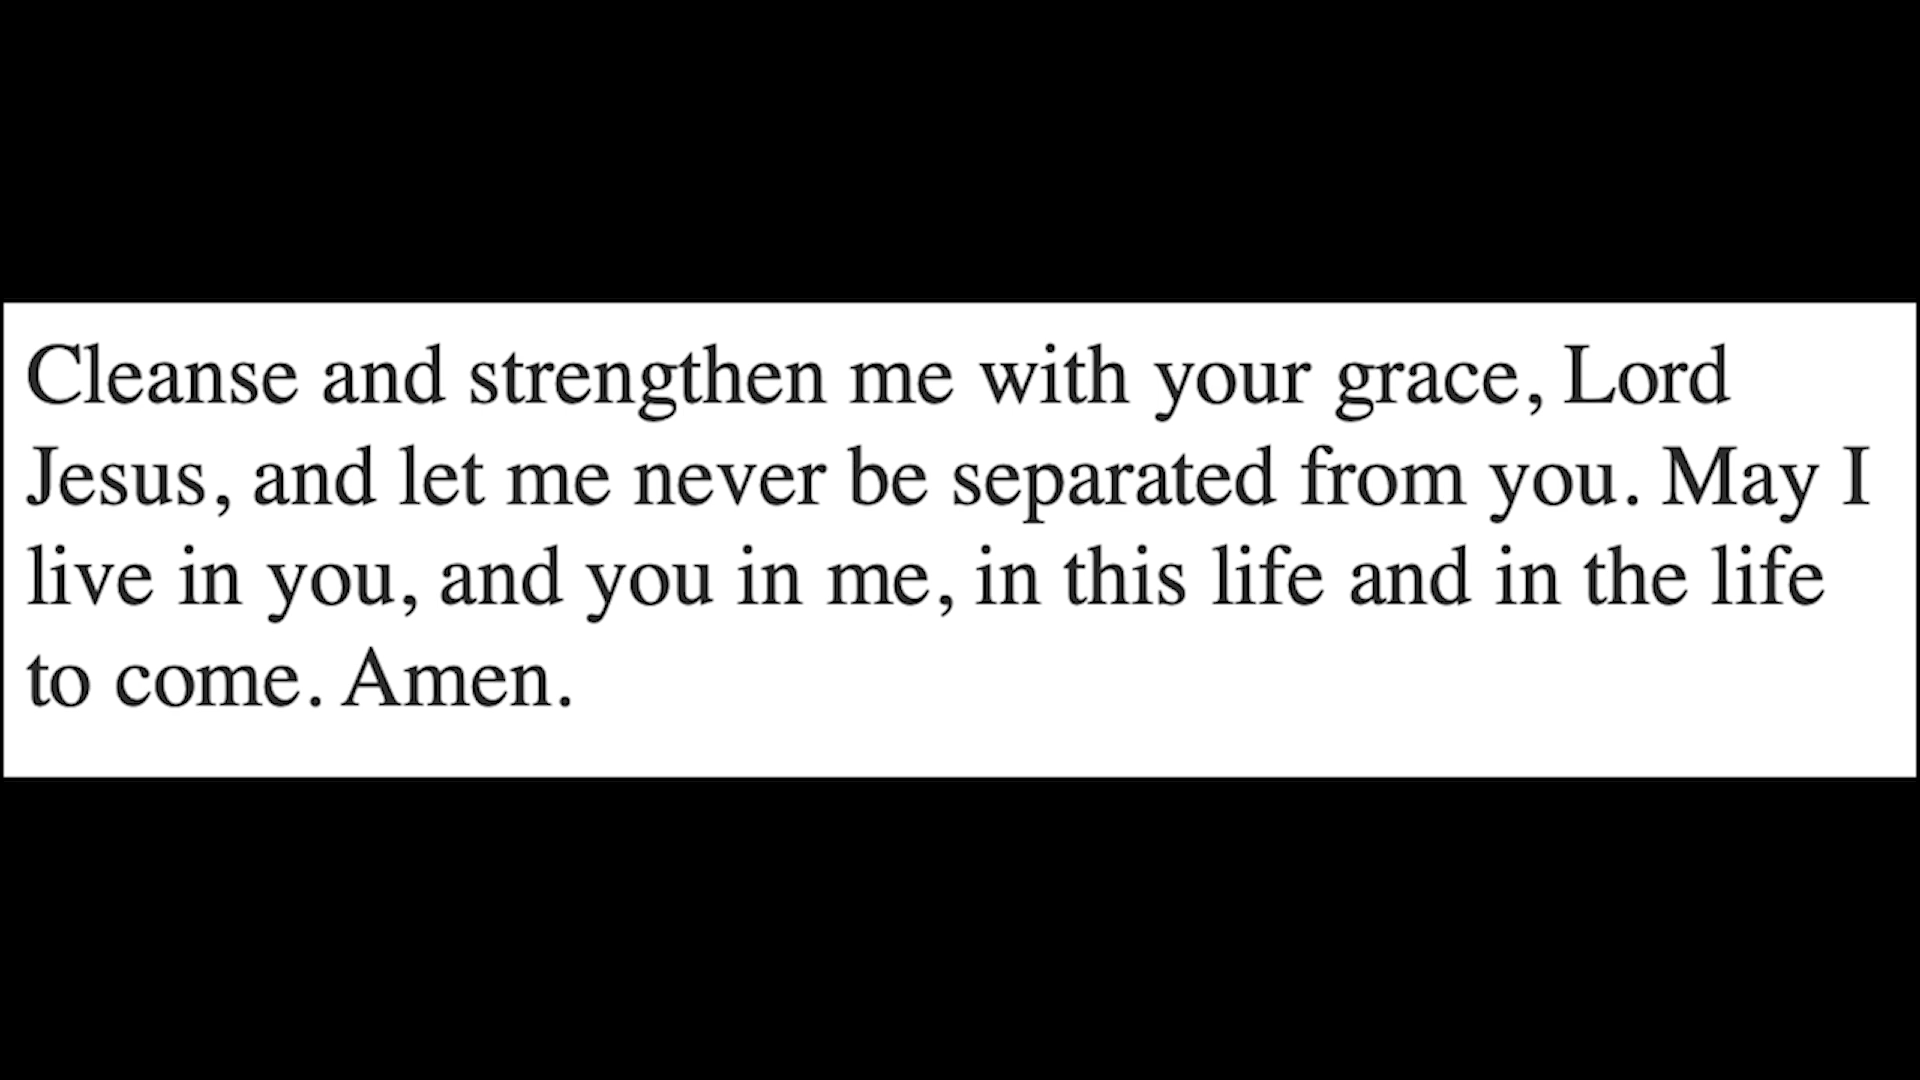 Cleanse and strengthen me with your grace, Lord
Jesus, and let me never be separated from you. May I
live in you, and you in me, in this life and in the life
to come. Amen.